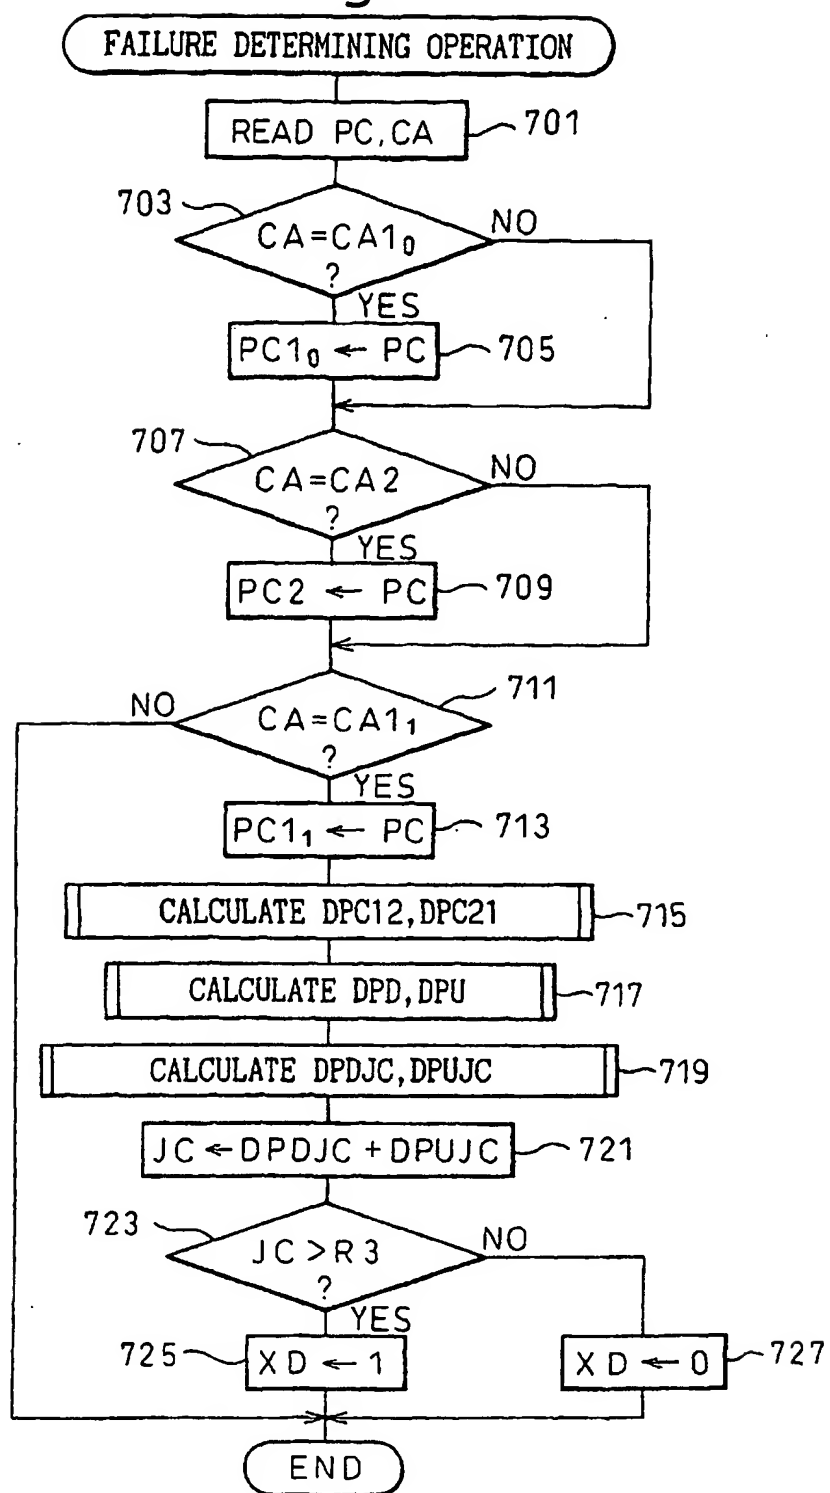 FAILURE DETERMINING OPERATION
READ PC,CA
701
703
CA=CA1₀
?
NO
YES
PC1₀ ← PC
705
707
CA=CA2
?
NO
YES
PC2 ← PC
709
711
NO
CA=CA1₁
?
YES
PC1₁ ← PC
713
CALCULATE DPC12,DPC21
715
CALCULATE DPD,DPU
717
CALCULATE DPDJC,DPUJC
719
JC←DPDJC+DPUJC
721
723
JC>R3
?
NO
YES
725
XD←1
XD←0
727
END